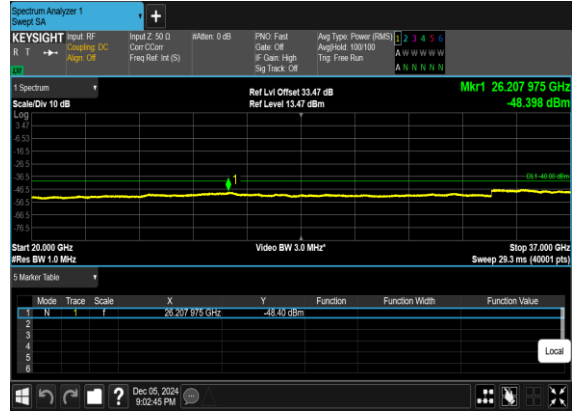 Spectrum Analyzer 1
Swept SA
+
KEYSIGHT Input: RF Input Z: 50 Ω #Atten: 0 dB PNO: Fast Avg Type: Power (RMS) 1 2 3 4 5 6
R T Coupling: DC Corr CCorr Gate: Off Avg|Hold: 100/100 A W W W W W
Align: Off Freq Ref: Int (S) IF Gain: High Trig: Free Run
Sig Track: Off A N N N N N
1 Spectrum Ref Lvl Offset 33.47 dB Mkr1 26.207 975 GHz
Scale/Div 10 dB Ref Level 13.47 dBm -48.398 dBm
Log
3.47
-6.53
-16.5
-26.5
-36.5 1 DL1 -40.00 dBm
-46.5
-56.5
-66.5
-76.5
Start 20.000 GHz Video BW 3.0 MHz* Stop 37.000 GHz
#Res BW 1.0 MHz Sweep 29.3 ms (40001 pts)
5 Marker Table
Mode Trace Scale X Y Function Function Width Function Value
1 N 1 f 26.207 975 GHz -48.40 dBm
2
3
4
5
6
Local
? Dec 05, 2024
9:02:45 PM